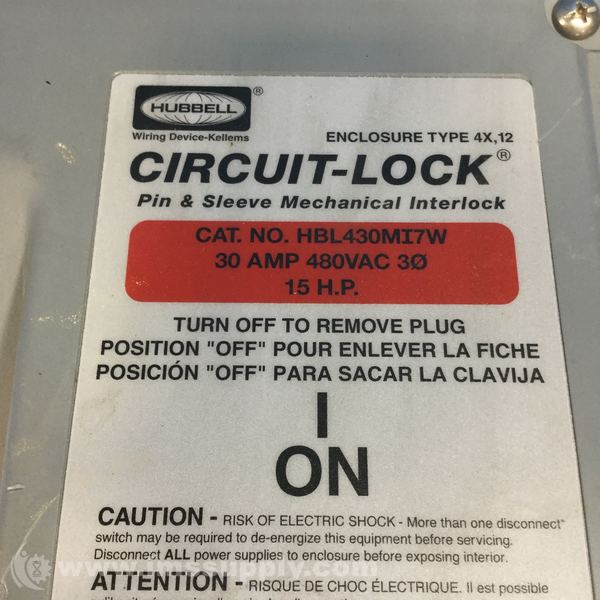 HUBBELL®
Wiring Device-Kellems
ENCLOSURE TYPE 4X,12
CIRCUIT-LOCK®
Pin & Sleeve Mechanical Interlock
CAT. NO. HBL430MI7W
30 AMP 480VAC 3Ø
15 H.P.
TURN OFF TO REMOVE PLUG
POSITION "OFF" POUR ENLEVER LA FICHE
POSICIÓN "OFF" PARA SACAR LA CLAVIJA
I
ON
CAUTION - RISK OF ELECTRIC SHOCK - More than one disconnect
switch may be required to de-energize this equipment before servicing.
Disconnect ALL power supplies to enclosure before exposing interior.
ATTENTION - RISQUE DE CHOC ÉLECTRIQUE. Il est possible